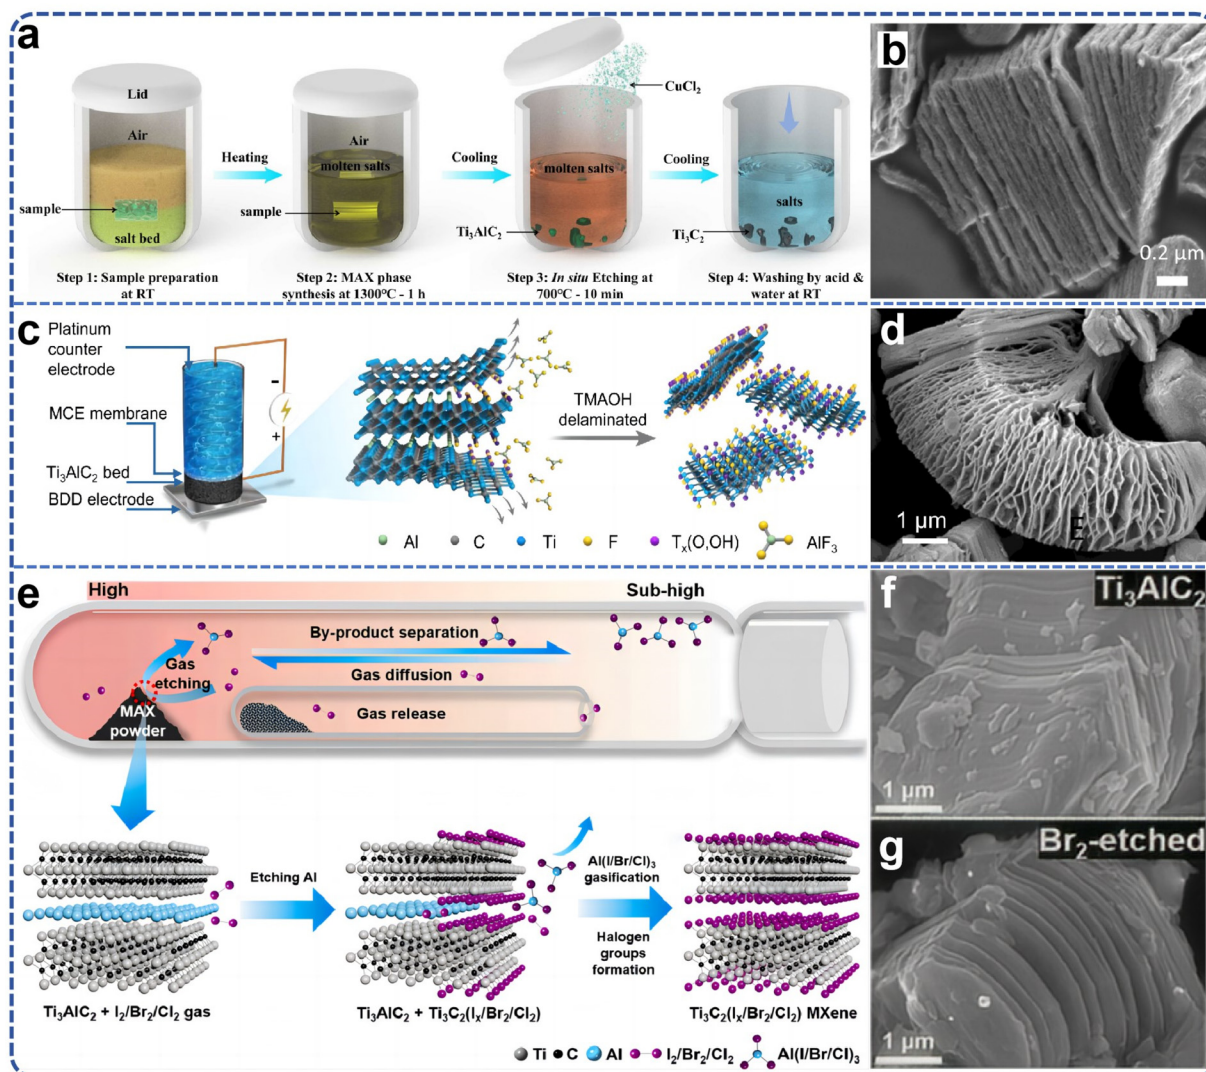 a
Lid
Air
sample
salt bed
Step 1: Sample preparation
at RT
Heating
Air
molten salts
sample
Step 2: MAX phase
synthesis at 1300°C - 1 h
Cooling
CuCl₂
molten salts
Ti₃AlC₂
Step 3: In situ Etching at
700°C - 10 min
Cooling
salts
Ti₃C₂
Step 4: Washing by acid &
water at RT
b
0.2 µm
c
Platinum
counter
electrode
MCE membrane
Ti₃AlC₂ bed
BDD electrode
-
+
TMAOH
delaminated
Al
C
Ti
F
Tₓ(O,OH)
AlF₃
d
1 µm
e
High
Sub-high
By-product separation
Gas
etching
Gas diffusion
MAX
powder
Gas release
Etching Al
Al(I/Br/Cl)₃
gasification
Halogen
groups
formation
Ti₃AlC₂ + I₂/Br₂/Cl₂ gas
Ti₃AlC₂ + Ti₃C₂(Iₓ/Br₂/Cl₂)
Ti₃C₂(Iₓ/Br₂/Cl₂) MXene
Ti
C
Al
I₂/Br₂/Cl₂
Al(I/Br/Cl)₃
f
Ti₃AlC₂
1 µm
g
Br₂-etched
1 µm